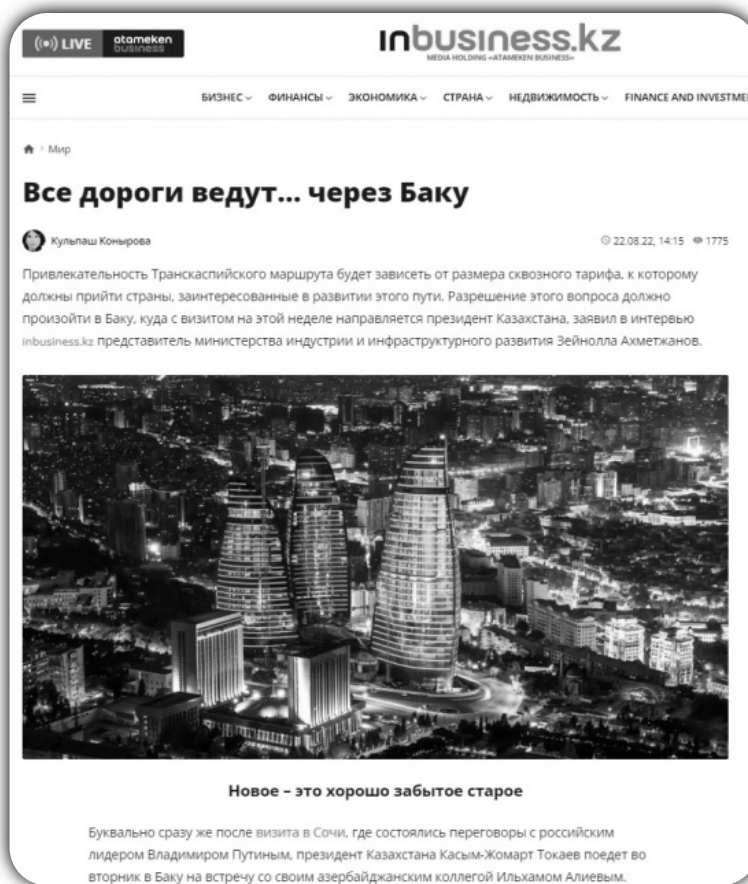 ((•)) LIVE atameken business
inbusiness.kz
MEDIA HOLDING «ATAMEKEN BUSINESS»
БИЗНЕС ФИНАНСЫ ЭКОНОМИКА СТРАНА НЕДВИЖИМОСТЬ FINANCE AND INVESTME
Мир
Все дороги ведут... через Баку
Кульпаш Конырова 22.08.22, 14:15 1775
Привлекательность Транскаспийского маршрута будет зависеть от размера сквозного тарифа, к которому
должны прийти страны, заинтересованные в развитии этого пути. Разрешение этого вопроса должно
произойти в Баку, куда с визитом на этой неделе направляется президент Казахстана, заявил в интервью
inbusiness.kz представитель министерства индустрии и инфраструктурного развития Зейнолла Ахметжанов.
Новое – это хорошо забытое старое
Буквально сразу же после визита в Сочи, где состоялись переговоры с российским
лидером Владимиром Путиным, президент Казахстана Касым-Жомарт Токаев поедет во
вторник в Баку на встречу со своим азербайджанским коллегой Ильхамом Алиевым.